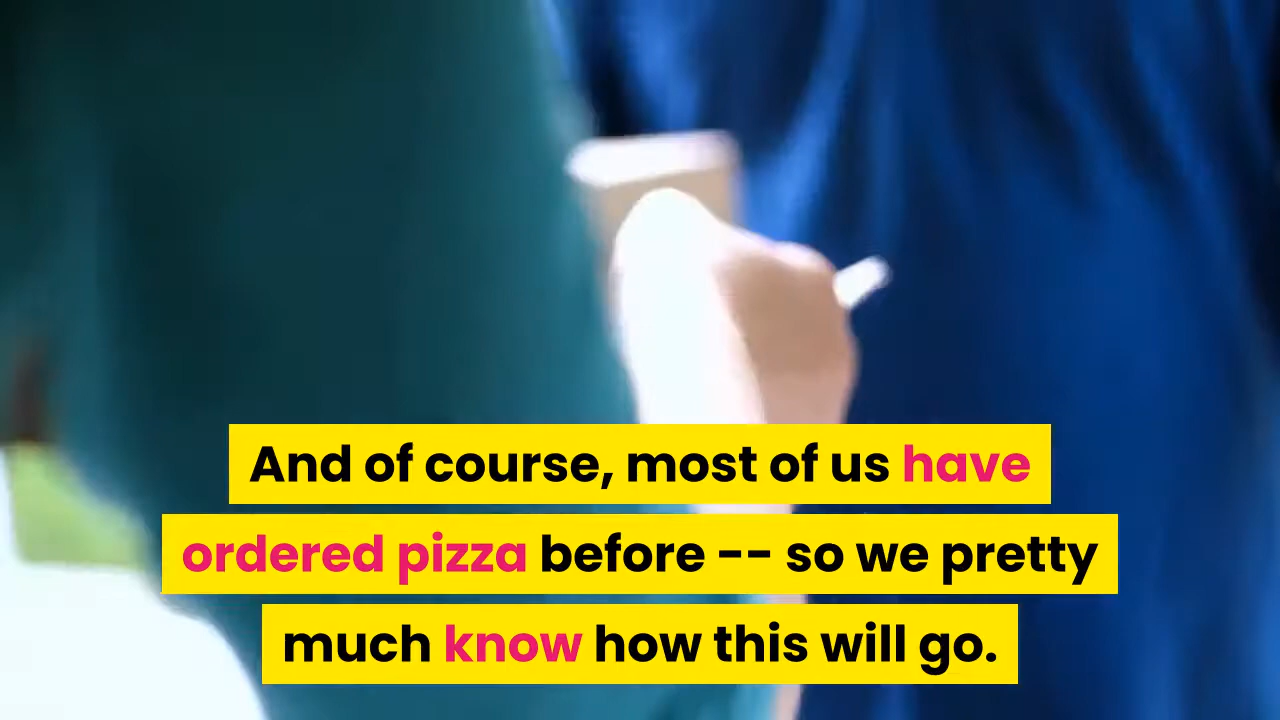 And of course, most of us have
ordered pizza before -- so we pretty
much know how this will go.